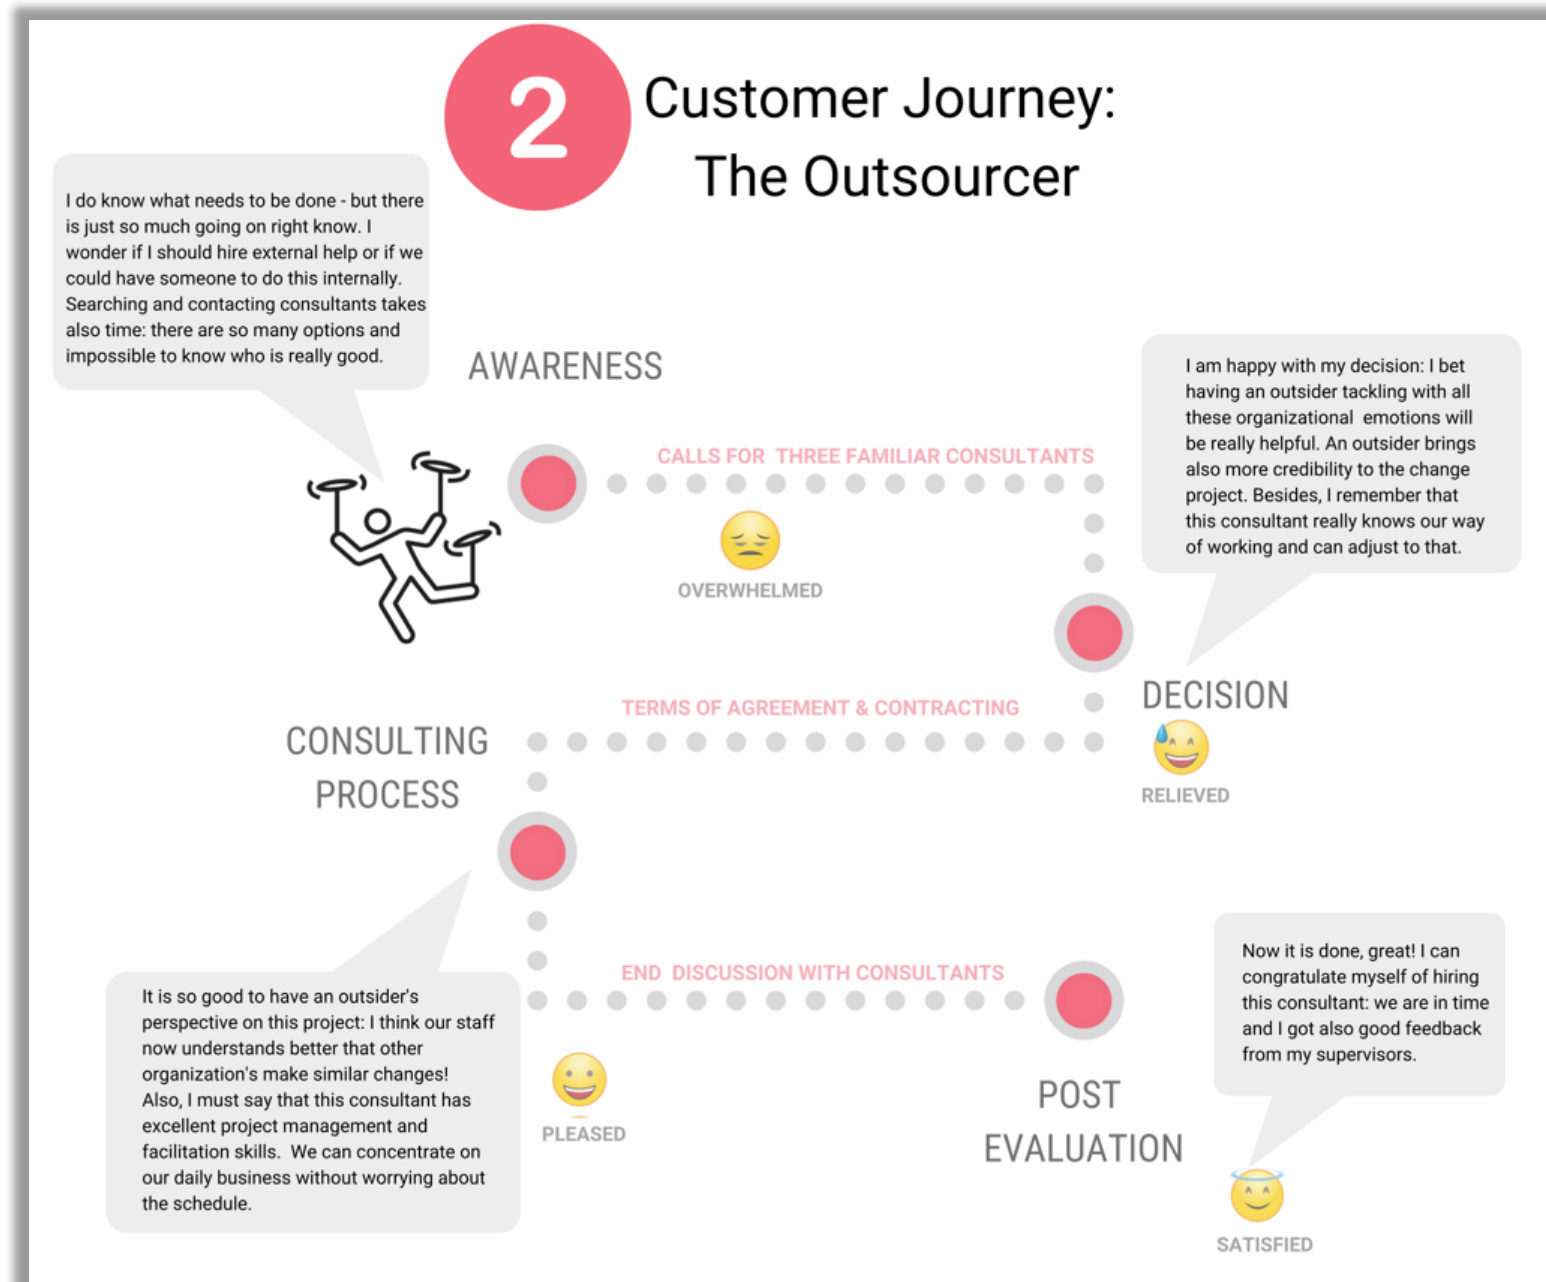 2
Customer Journey:
The Outsourcer
I do know what needs to be done - but there
is just so much going on right know. I
wonder if I should hire external help or if we
could have someone to do this internally.
Searching and contacting consultants takes
also time: there are so many options and
impossible to know who is really good.
AWARENESS
CALLS FOR THREE FAMILIAR CONSULTANTS
OVERWHELMED
I am happy with my decision: I bet
having an outsider tackling with all
these organizational emotions will
be really helpful. An outsider brings
also more credibility to the change
project. Besides, I remember that
this consultant really knows our way
of working and can adjust to that.
DECISION
RELIEVED
TERMS OF AGREEMENT & CONTRACTING
CONSULTING
PROCESS
It is so good to have an outsider's
perspective on this project: I think our staff
now understands better that other
organization's make similar changes!
Also, I must say that this consultant has
excellent project management and
facilitation skills. We can concentrate on
our daily business without worrying about
the schedule.
PLEASED
END DISCUSSION WITH CONSULTANTS
POST
EVALUATION
Now it is done, great! I can
congratulate myself of hiring
this consultant: we are in time
and I got also good feedback
from my supervisors.
SATISFIED